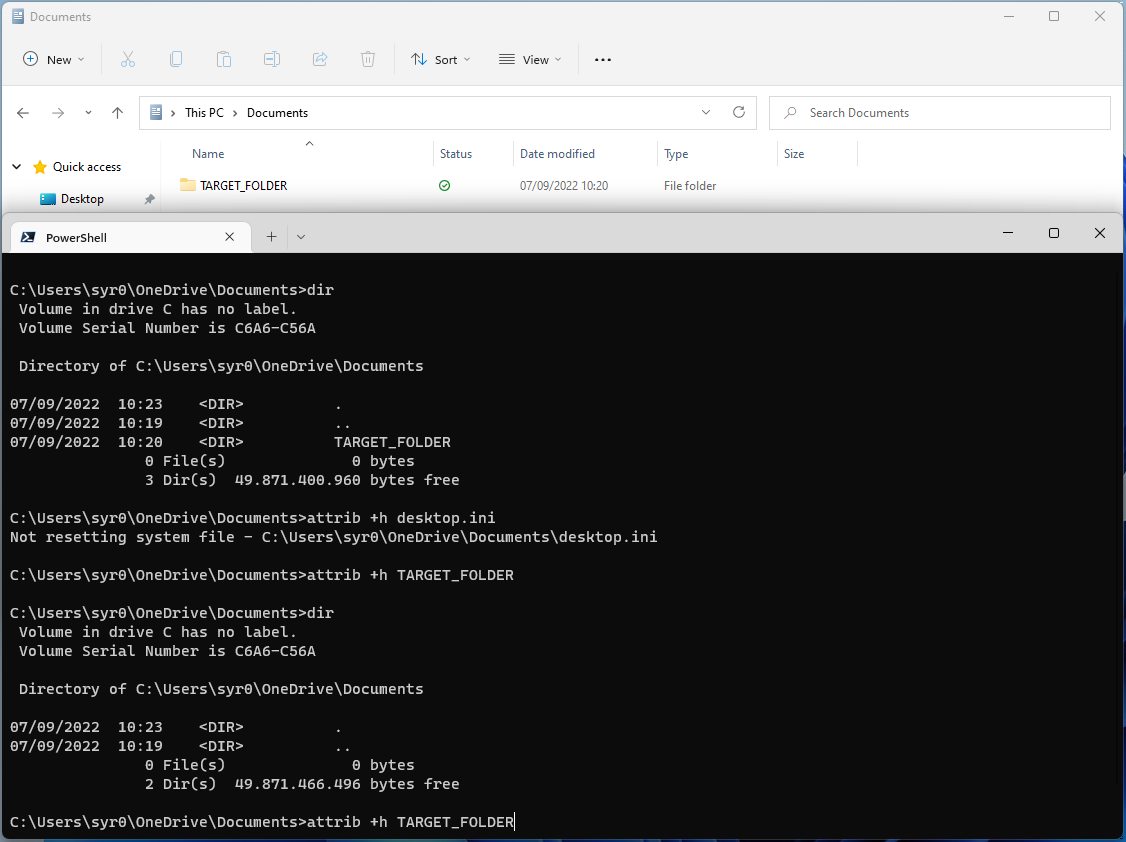 Documents
New
Sort
View
This PC
Documents
Search Documents
Name
Status
Date modified
Type
Size
Quick access
TARGET_FOLDER
07/09/2022 10:20
File folder
Desktop
PowerShell
C:\Users\syr0\OneDrive\Documents>dir
Volume in drive C has no label.
Volume Serial Number is C6A6-C56A
Directory of C:\Users\syr0\OneDrive\Documents
07/09/2022  10:23    <DIR>          .
07/09/2022  10:19    <DIR>          ..
07/09/2022  10:20    <DIR>          TARGET_FOLDER
0 File(s)              0 bytes
3 Dir(s)  49.871.400.960 bytes free
C:\Users\syr0\OneDrive\Documents>attrib +h desktop.ini
Not resetting system file - C:\Users\syr0\OneDrive\Documents\desktop.ini
C:\Users\syr0\OneDrive\Documents>attrib +h TARGET_FOLDER
C:\Users\syr0\OneDrive\Documents>dir
Volume in drive C has no label.
Volume Serial Number is C6A6-C56A
Directory of C:\Users\syr0\OneDrive\Documents
07/09/2022  10:23    <DIR>          .
07/09/2022  10:19    <DIR>          ..
0 File(s)              0 bytes
2 Dir(s)  49.871.466.496 bytes free
C:\Users\syr0\OneDrive\Documents>attrib +h TARGET_FOLDER